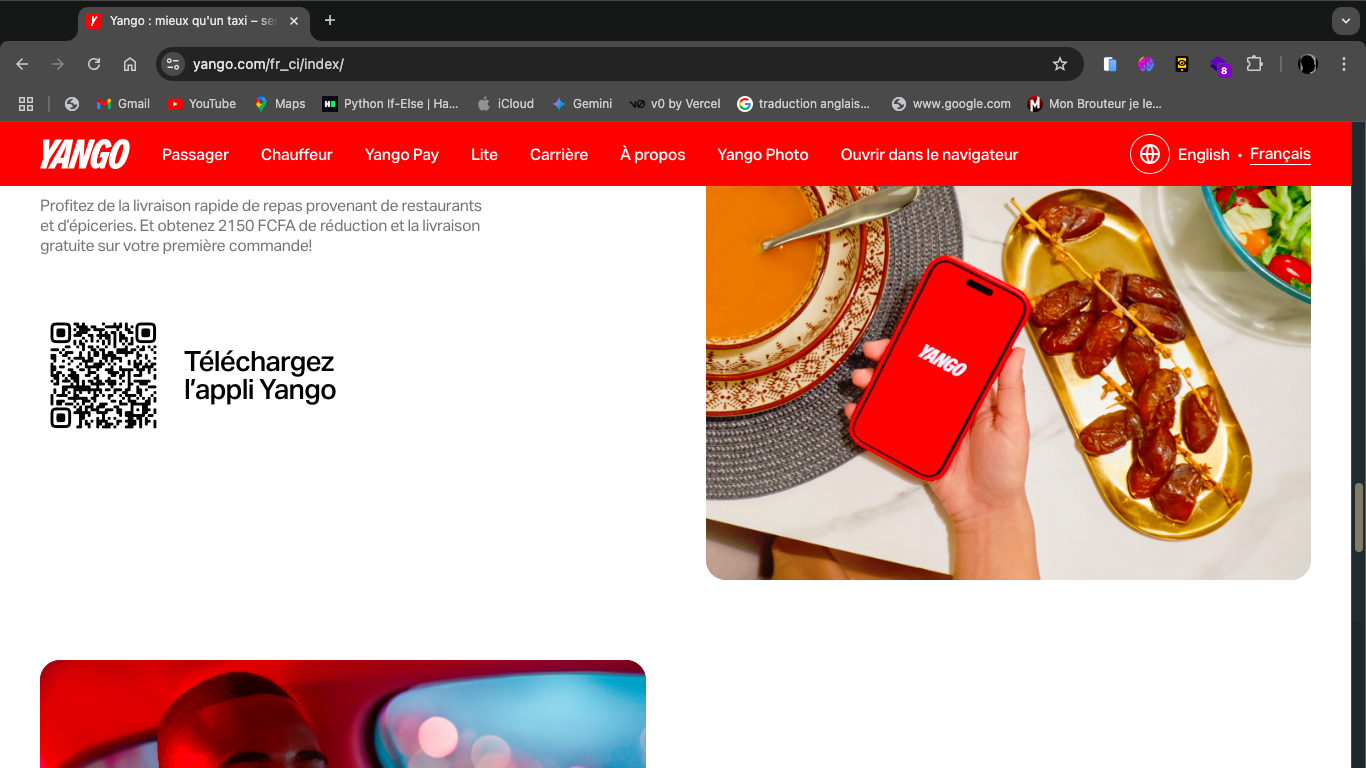 Yango : mieux qu'un taxi – se
yango.com/fr_ci/index/
8
Gmail
YouTube
Maps
Python If-Else | Ha...
iCloud
Gemini
v0 by Vercel
traduction anglais...
www.google.com
Mon Brouteur je le...
YANGO
Passager
Chauffeur
Yango Pay
Lite
Carrière
À propos
Yango Photo
Ouvrir dans le navigateur
English • Français
Profitez de la livraison rapide de repas provenant de restaurants
et d'épiceries. Et obtenez 2150 FCFA de réduction et la livraison
gratuite sur votre première commande!
Téléchargez
l'appli Yango
YANGO